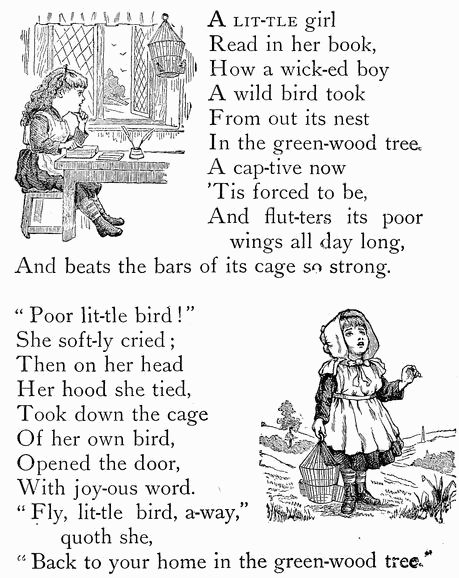 A LIT-TLE girl
Read in her book,
How a wick-ed boy
A wild bird took
From out its nest
In the green-wood tree.
A cap-tive now
'Tis forced to be,
And flut-ters its poor
wings all day long,
And beats the bars of its cage so strong.
“ Poor lit-tle bird ! ”
She soft-ly cried ;
Then on her head
Her hood she tied,
Took down the cage
Of her own bird,
Opened the door,
With joy-ous word.
“ Fly, lit-tle bird, a-way,”
quoth she,
“ Back to your home in the green-wood tree.”